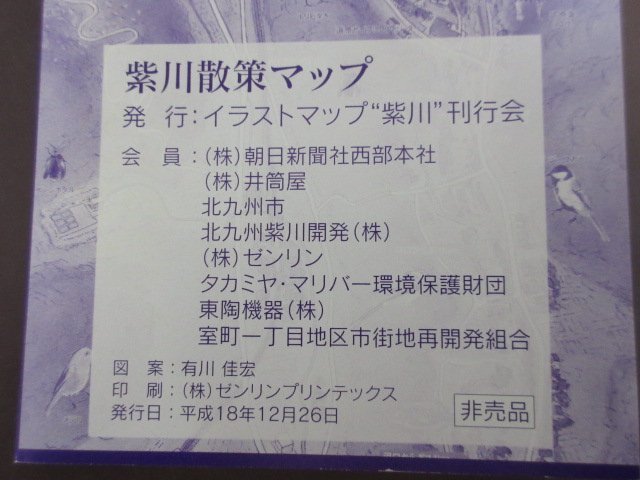 紫川散策マップ
発 行：イラストマップ“紫川”刊行会
会 員：（株）朝日新聞社西部本社
（株）井筒屋
北九州市
北九州紫川開発（株）
（株）ゼンリン
タカミヤ・マリバー環境保護財団
東陶機器（株）
室町一丁目地区市街地再開発組合
図 案：有川 佳宏
印 刷：（株）ゼンリンプリンテックス
発行日：平成18年12月26日
非売品